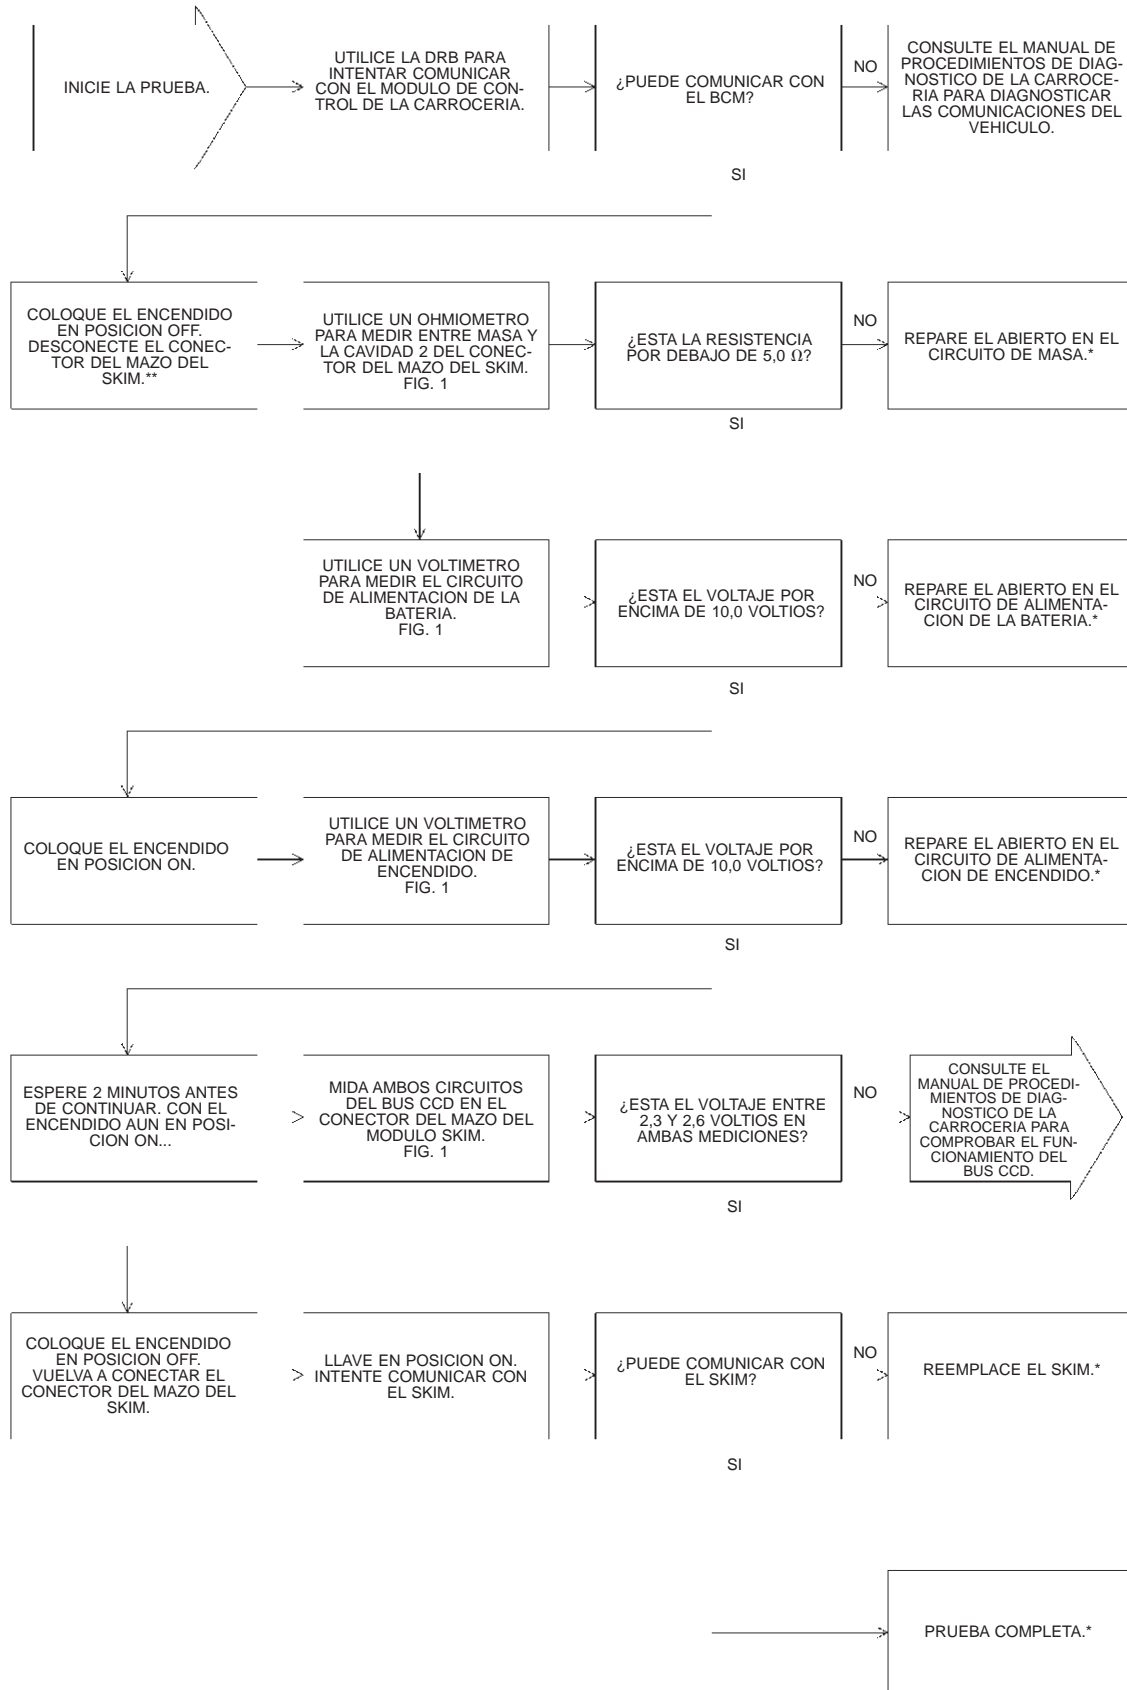 INICIE LA PRUEBA.
UTILICE LA DRB PARA
INTENTAR COMUNICAR
CON EL MODULO DE CON-
TROL DE LA CARROCERIA.
¿PUEDE COMUNICAR CON
EL BCM?
NO
CONSULTE EL MANUAL DE
PROCEDIMIENTOS DE DIAG-
NOSTICO DE LA CARROCE-
RIA PARA DIAGNOSTICAR
LAS COMUNICACIONES DEL
VEHICULO.
SI
COLOQUE EL ENCENDIDO
EN POSICION OFF.
DESCONECTE EL CONEC-
TOR DEL MAZO DEL
SKIM.**
UTILICE UN OHMIOMETRO
PARA MEDIR ENTRE MASA Y
LA CAVIDAD 2 DEL CONEC-
TOR DEL MAZO DEL SKIM.
FIG. 1
¿ESTA LA RESISTENCIA
POR DEBAJO DE 5,0 Ω?
NO
REPARE EL ABIERTO EN EL
CIRCUITO DE MASA.*
SI
UTILICE UN VOLTIMETRO
PARA MEDIR EL CIRCUITO
DE ALIMENTACION DE LA
BATERIA.
FIG. 1
¿ESTA EL VOLTAJE POR
ENCIMA DE 10,0 VOLTIOS?
NO
REPARE EL ABIERTO EN EL
CIRCUITO DE ALIMENTA-
CION DE LA BATERIA.*
SI
COLOQUE EL ENCENDIDO
EN POSICION ON.
UTILICE UN VOLTIMETRO
PARA MEDIR EL CIRCUITO
DE ALIMENTACION DE
ENCENDIDO.
FIG. 1
¿ESTA EL VOLTAJE POR
ENCIMA DE 10,0 VOLTIOS?
NO
REPARE EL ABIERTO EN EL
CIRCUITO DE ALIMENTA-
CION DE ENCENDIDO.*
SI
ESPERE 2 MINUTOS ANTES
DE CONTINUAR. CON EL
ENCENDIDO AUN EN POSI-
CION ON...
MIDA AMBOS CIRCUITOS
DEL BUS CCD EN EL
CONECTOR DEL MAZO DEL
MODULO SKIM.
FIG. 1
¿ESTA EL VOLTAJE ENTRE
2,3 Y 2,6 VOLTIOS EN
AMBAS MEDICIONES?
NO
CONSULTE EL
MANUAL DE PROCEDI-
MIENTOS DE DIAG-
NOSTICO DE LA
CARROCERIA PARA
COMPROBAR EL FUN-
CIONAMIENTO DEL
BUS CCD.
SI
COLOQUE EL ENCENDIDO
EN POSICION OFF.
VUELVA A CONECTAR EL
CONECTOR DEL MAZO DEL
SKIM.
LLAVE EN POSICION ON.
INTENTE COMUNICAR CON
EL SKIM.
¿PUEDE COMUNICAR CON
EL SKIM?
NO
REEMPLACE EL SKIM.*
SI
PRUEBA COMPLETA.*